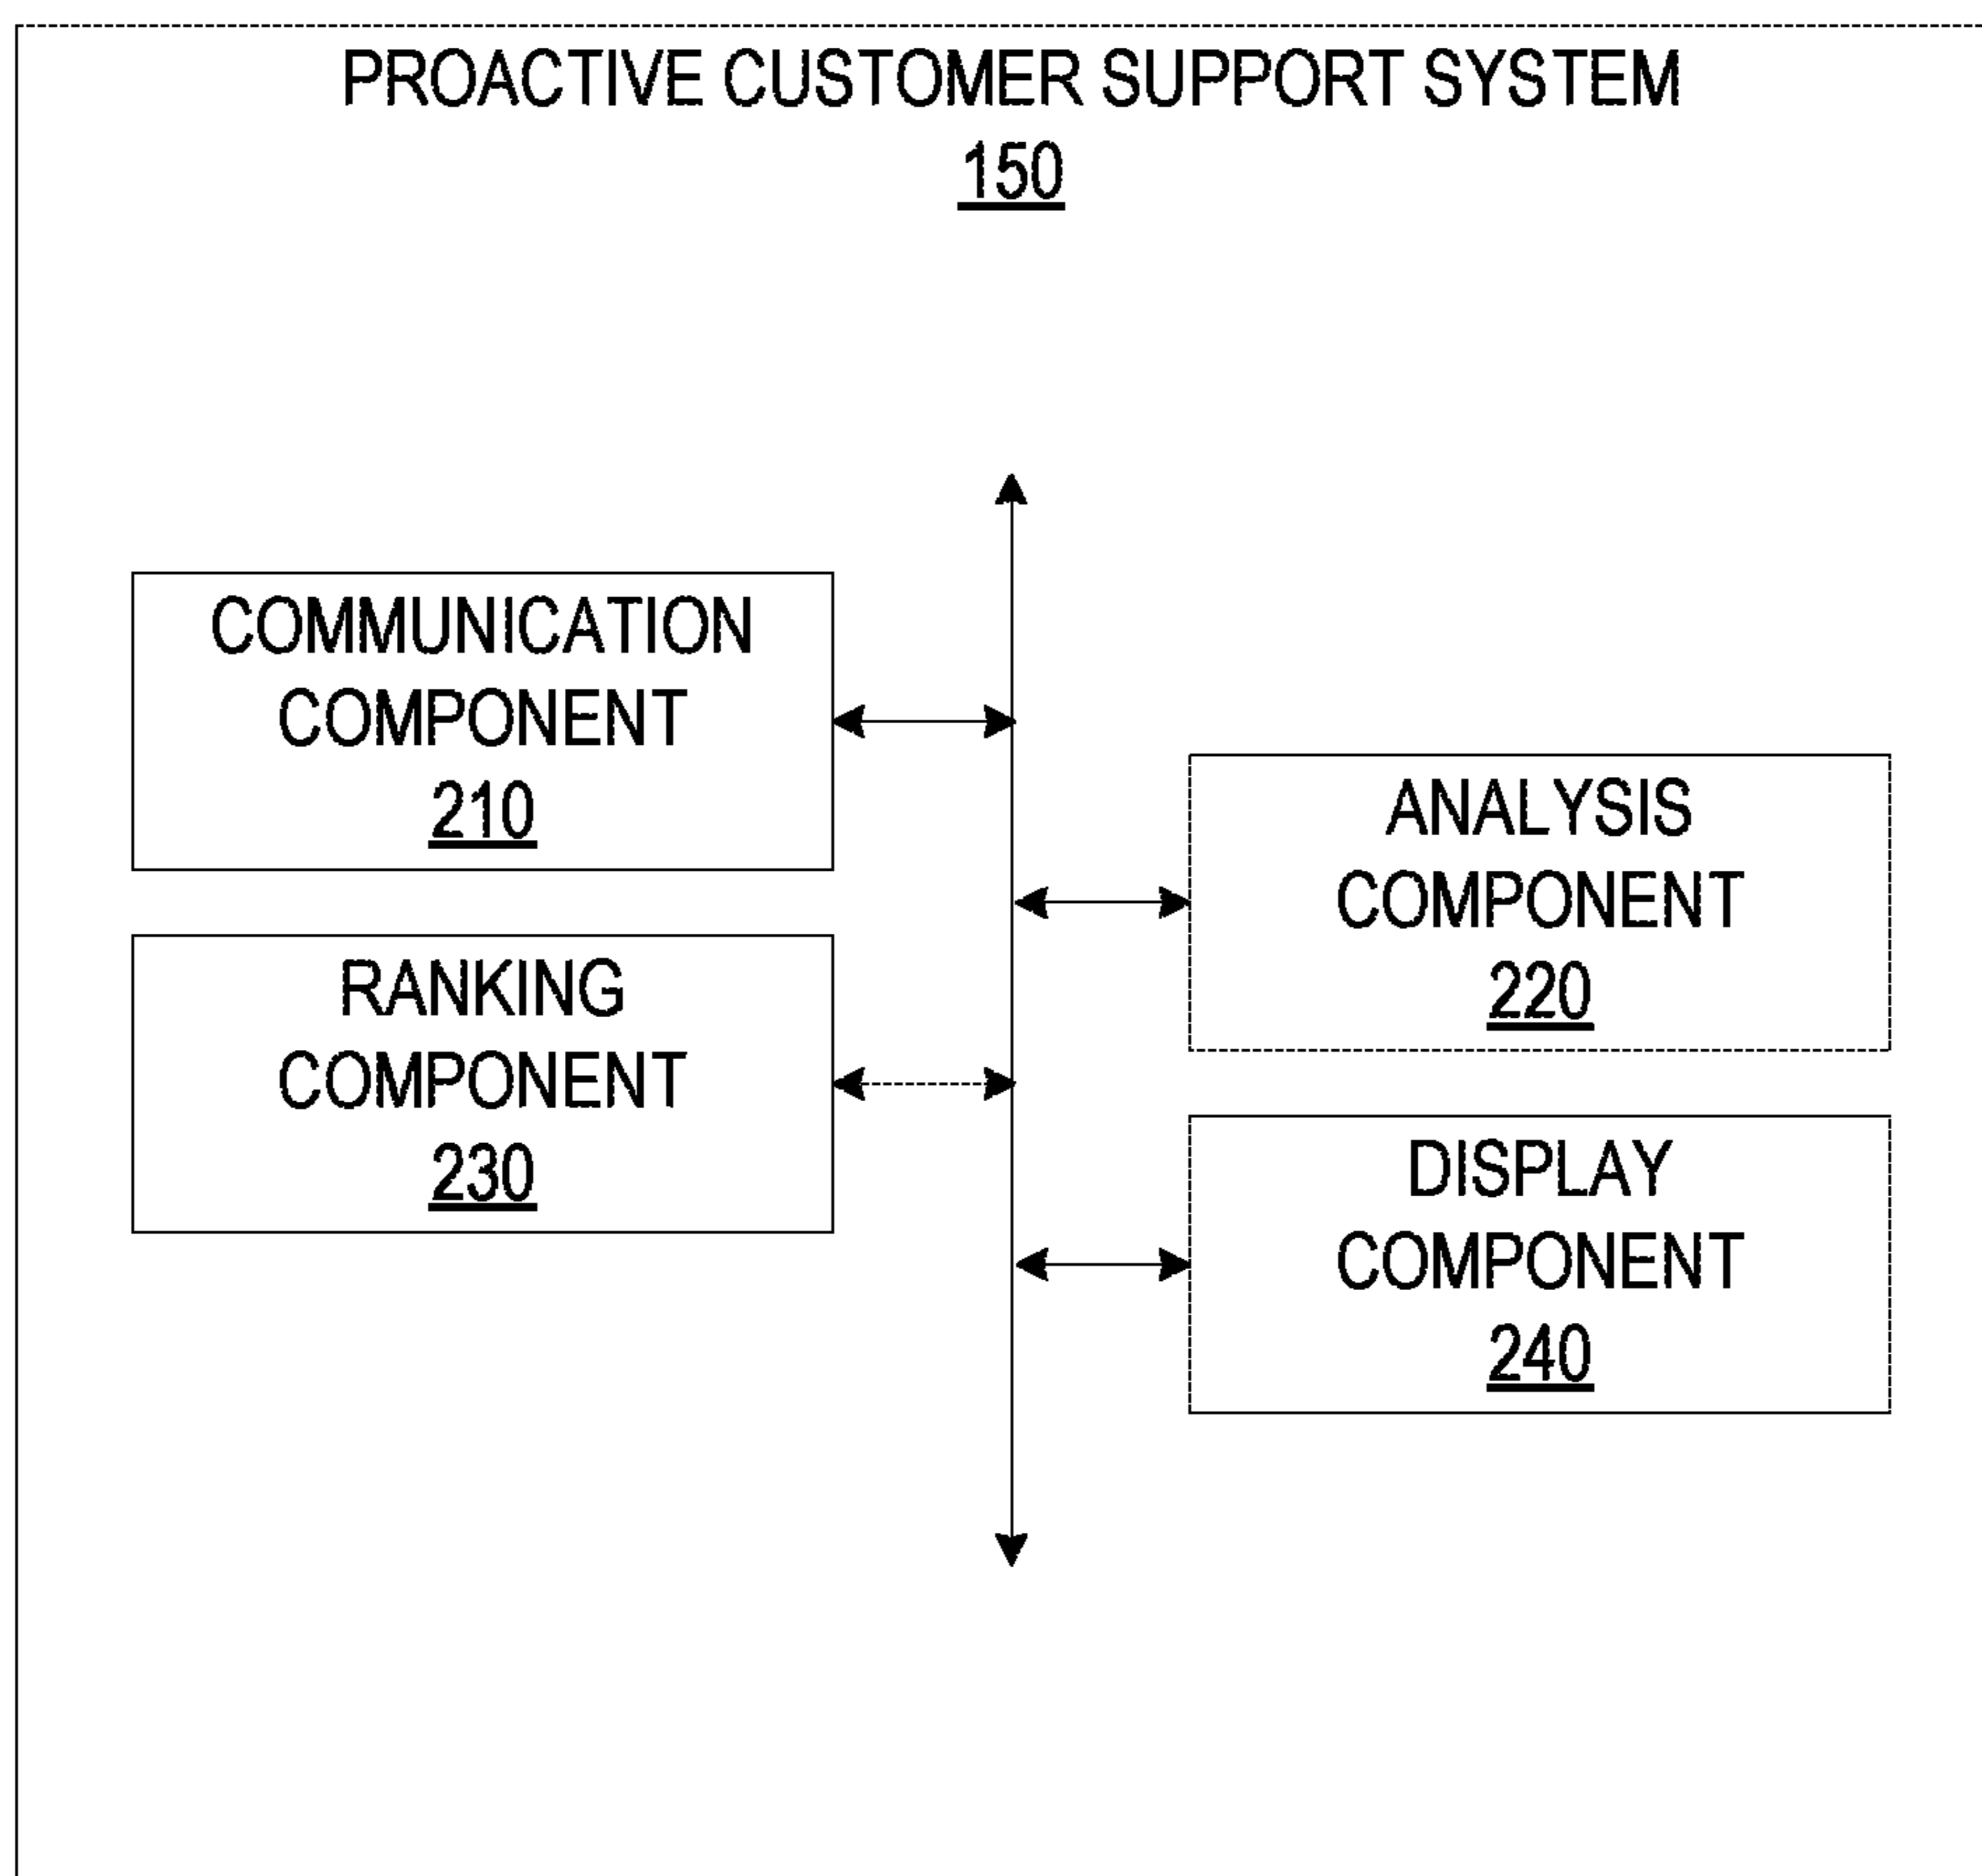 PROACTIVE CUSTOMER SUPPORT SYSTEM
150
COMMUNICATION
COMPONENT
210
ANALYSIS
COMPONENT
220
RANKING
COMPONENT
230
DISPLAY
COMPONENT
240